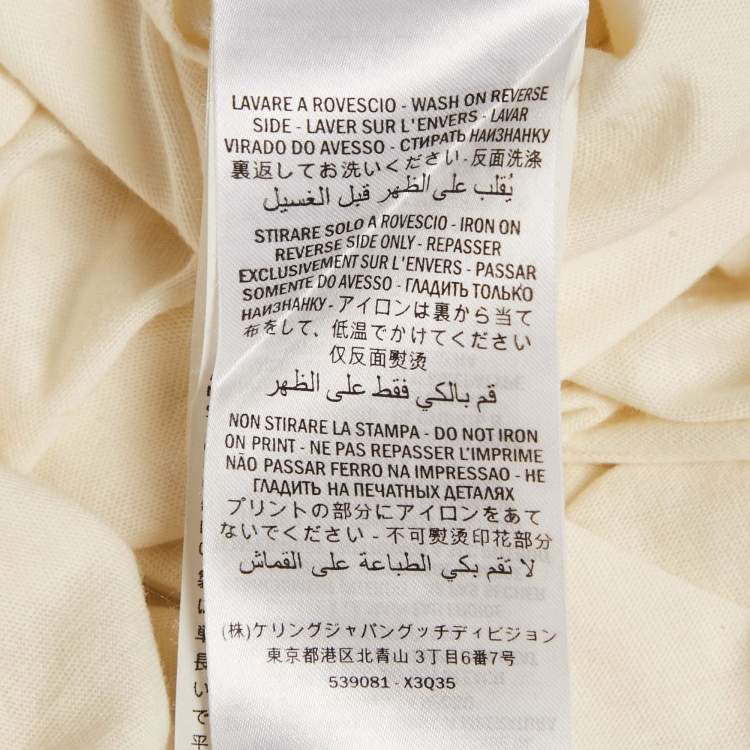 LAVARE A ROVESCIO - WASH ON REVERSE
SIDE - LAVER SUR L'ENVERS - LAVAR
VIRADO DO AVESSO - СТИРАТЬ НАИЗНАНКУ
裏返してお洗いください - 反面洗涤
يُقلب على الظهر قبل الغسيل
STIRARE SOLO A ROVESCIO - IRON ON
REVERSE SIDE ONLY - REPASSER
EXCLUSIVEMENT SUR L'ENVERS - PASSAR
SOMENTE DO AVESSO - ГЛАДИТЬ ТОЛЬКО
НАИЗНАНКУ - アイロンは裏から当て
布をして、低温でかけてください
仅反面熨烫
قم بالكي فقط على الظهر
NON STIRARE LA STAMPA - DO NOT IRON
ON PRINT - NE PAS REPASSER L'IMPRIME
NÃO PASSAR FERRO NA IMPRESSAO - НЕ
ГЛАДИТЬ НА ПЕЧАТНЫХ ДЕТАЛЯХ
プリントの部分にアイロンをあて
ないでください - 不可熨烫印花部分
لا تقم بكي الطباعة على القماش
(株)ケリングジャパングッチディビジョン
東京都港区北青山 3丁目6番7号
539081 - X3Q35